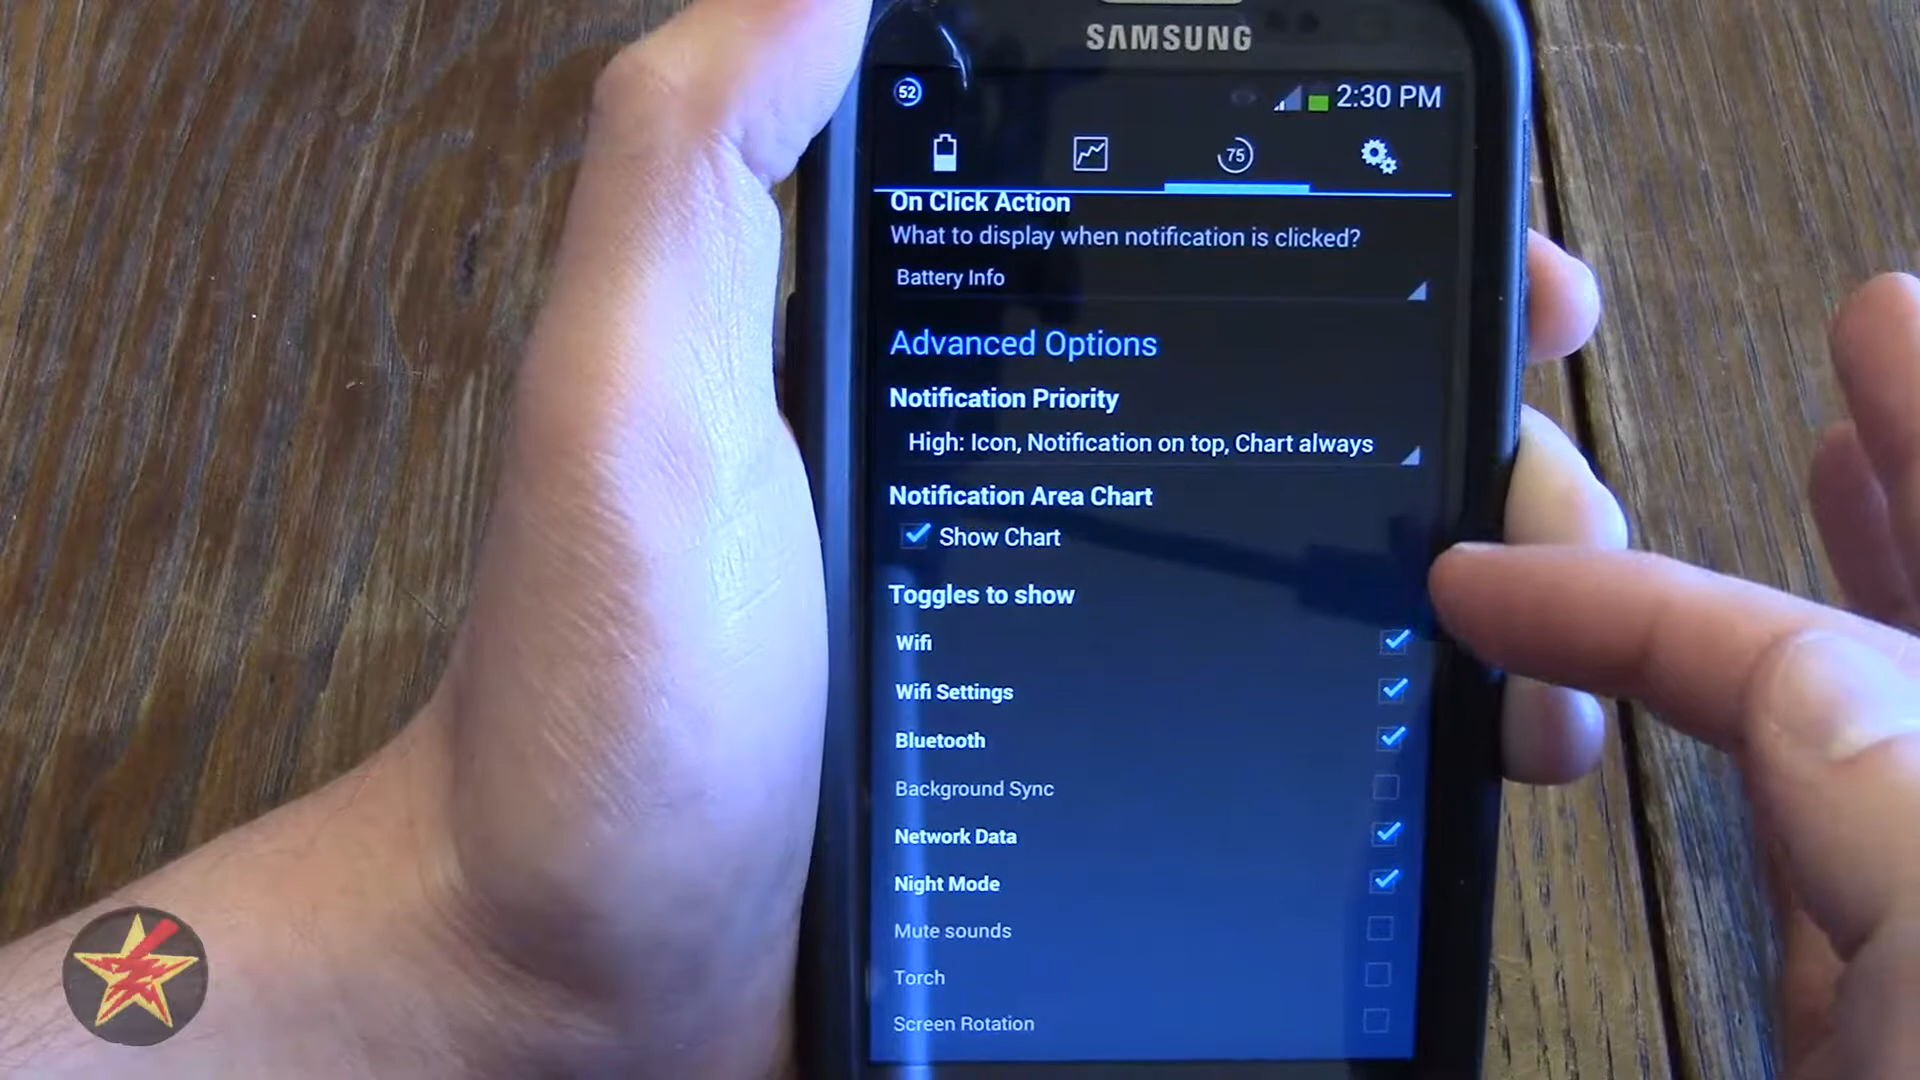 SAMSUNG
52
2:30 PM
75
On Click Action
What to display when notification is clicked?
Battery Info
Advanced Options
Notification Priority
High: Icon, Notification on top, Chart always
Notification Area Chart
Show Chart
Toggles to show
Wifi
Wifi Settings
Bluetooth
Background Sync
Network Data
Night Mode
Mute sounds
Torch
Screen Rotation